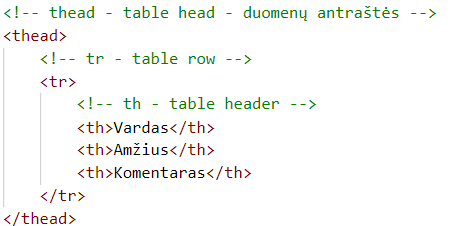 <!-- thead - table head - duomenų antraštės -->
<thead>
<!-- tr - table row -->
<tr>
<!-- th - table header -->
<th>Vardas</th>
<th>Amžius</th>
<th>Komentaras</th>
</tr>
</thead>